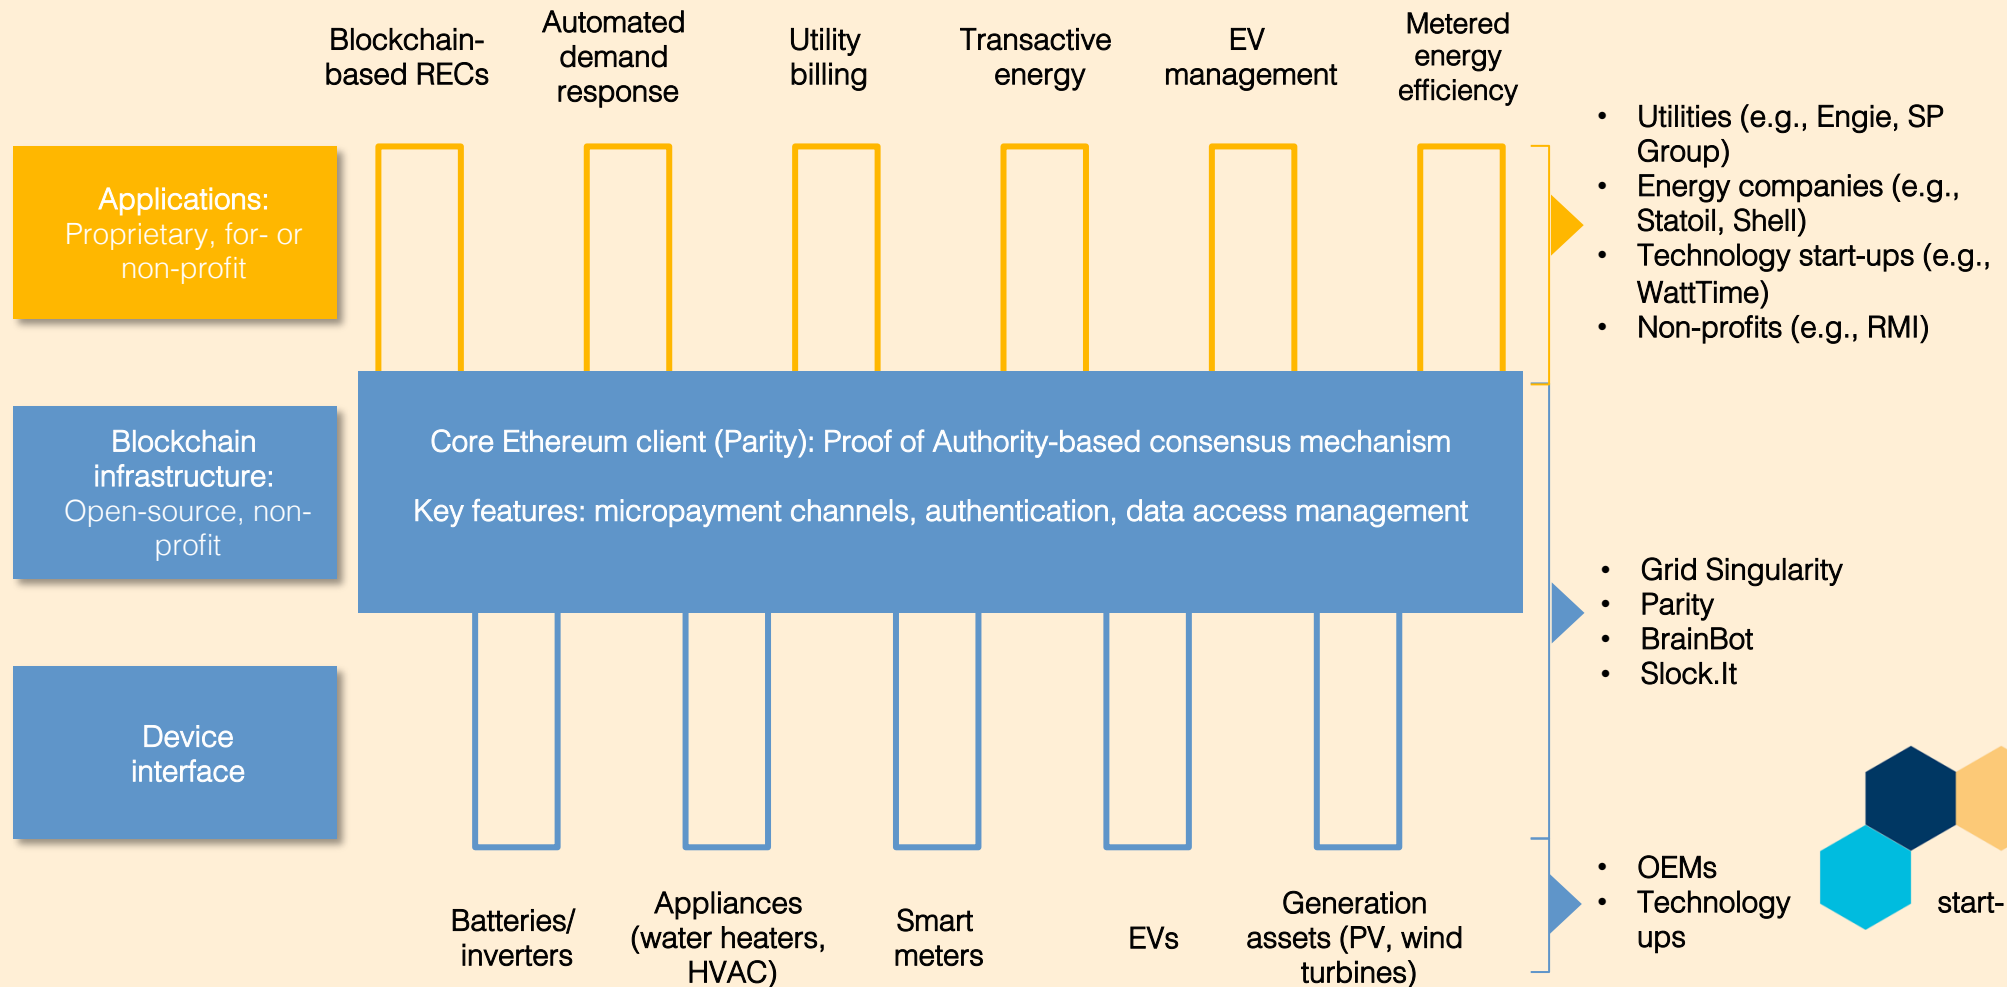 Blockchain-
based RECs
Automated
demand
response
Utility
billing
Transactive
energy
EV
management
Metered
energy
efficiency
Applications:
Proprietary, for- or
non-profit
• Utilities (e.g., Engie, SP
Group)
• Energy companies (e.g.,
Statoil, Shell)
• Technology start-ups (e.g.,
WattTime)
• Non-profits (e.g., RMI)
Blockchain
infrastructure:
Open-source, non-
profit
Core Ethereum client (Parity): Proof of Authority-based consensus mechanism
Key features: micropayment channels, authentication, data access management
• Grid Singularity
• Parity
• BrainBot
• Slock.It
Device
interface
Batteries/
inverters
Appliances
(water heaters,
HVAC)
Smart
meters
EVs
Generation
assets (PV, wind
turbines)
• OEMs
• Technology start-
ups